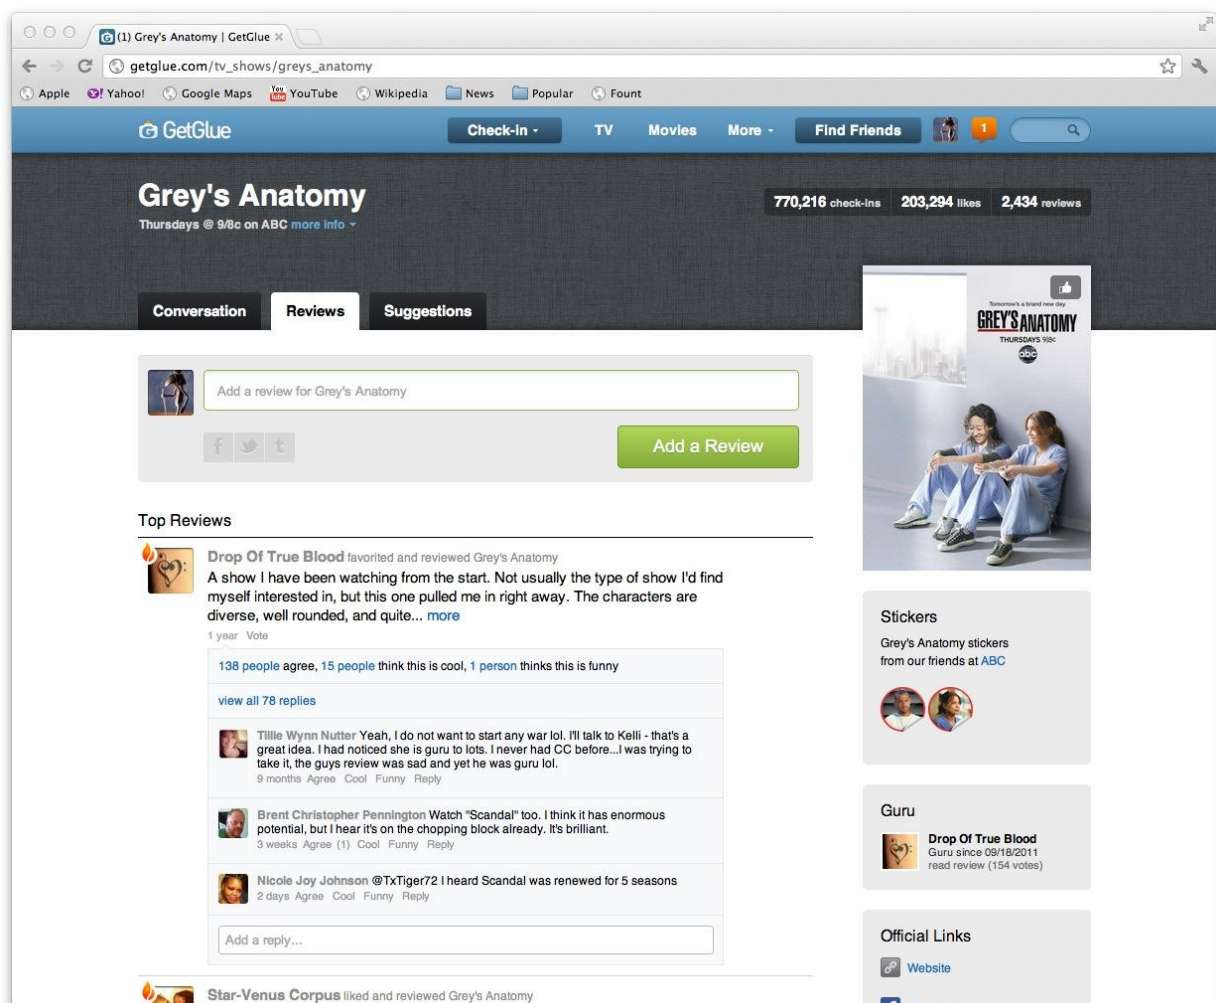 (1) Grey's Anatomy | GetGlue ×
getglue.com/tv_shows/greys_anatomy
Apple Yahoo! Google Maps YouTube Wikipedia News Popular Fount
GetGlue Check-in TV Movies More Find Friends 1
Grey's Anatomy
770,216 check-ins 203,294 likes 2,434 reviews
Thursdays @ 9/8c on ABC more info
Conversation Reviews Suggestions
Tomorrow's a brand new day.
GREY'S ANATOMY
THURSDAYS 9|8c
abc
Add a review for Grey's Anatomy
f t
Add a Review
Top Reviews
Drop Of True Blood favorited and reviewed Grey's Anatomy
A show I have been watching from the start. Not usually the type of show I'd find
myself interested in, but this one pulled me in right away. The characters are
diverse, well rounded, and quite... more
1 year Vote
138 people agree, 15 people think this is cool, 1 person thinks this is funny
view all 78 replies
Tillie Wynn Nutter Yeah, I do not want to start any war lol. I'll talk to Kelli - that's a
great idea. I had noticed she is guru to lots. I never had CC before...I was trying to
take it, the guys review was sad and yet he was guru lol.
9 months Agree Cool Funny Reply
Brent Christopher Pennington Watch "Scandal" too. I think it has enormous
potential, but I hear it's on the chopping block already. It's brilliant.
3 weeks Agree (1) Cool Funny Reply
Nicole Joy Johnson @TxTiger72 I heard Scandal was renewed for 5 seasons
2 days Agree Cool Funny Reply
Add a reply...
Star-Venus Corpus liked and reviewed Grey's Anatomy
Stickers
Grey's Anatomy stickers
from our friends at ABC
Guru
Drop Of True Blood
Guru since 09/18/2011
read review (154 votes)
Official Links
Website